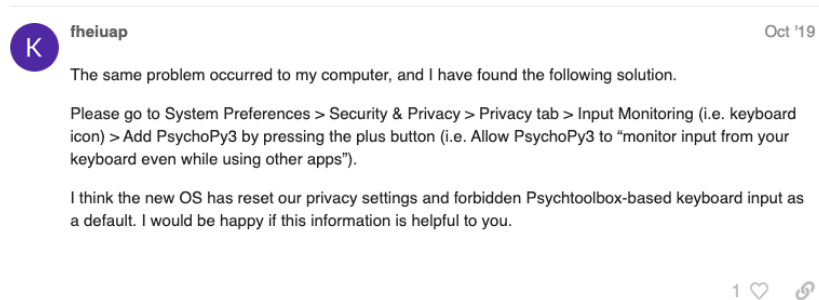 K
fheiuap
Oct '19
The same problem occurred to my computer, and I have found the following solution.
Please go to System Preferences > Security & Privacy > Privacy tab > Input Monitoring (i.e. keyboard
icon) > Add PsychoPy3 by pressing the plus button (i.e. Allow PsychoPy3 to “monitor input from your
keyboard even while using other apps”).
I think the new OS has reset our privacy settings and forbidden Psychtoolbox-based keyboard input as
a default. I would be happy if this information is helpful to you.
1